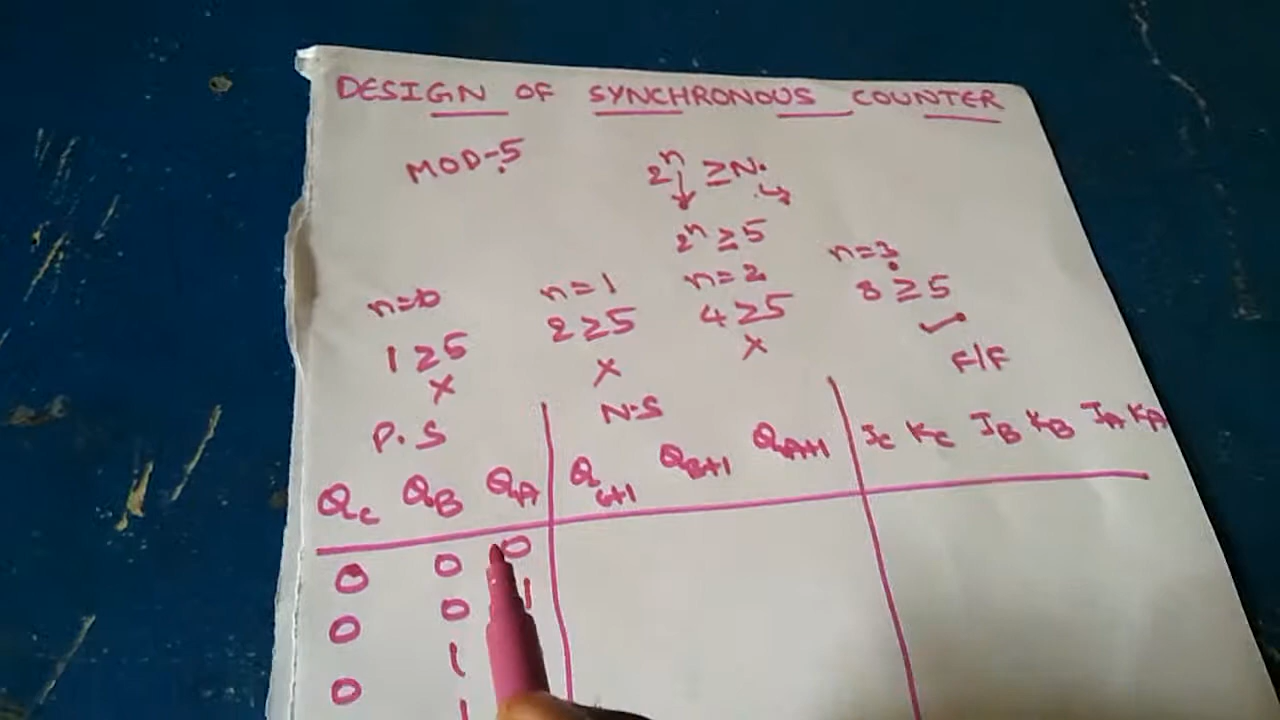 DESIGN OF SYNCHRONOUS COUNTER
MOD-5
2ⁿ ≥ N.
2ⁿ ≥ 5
n=0 n=1 n=2 n=3
1 ≥ 5 2 ≥ 5 4 ≥ 5 8 ≥ 5
X X X ✓
F/F
P.S N.S
Qc QB QA Qc+1 QB+1 QA+1 Jc Kc JB KB JA KA
0 0 0
0 0 1
0 1
1